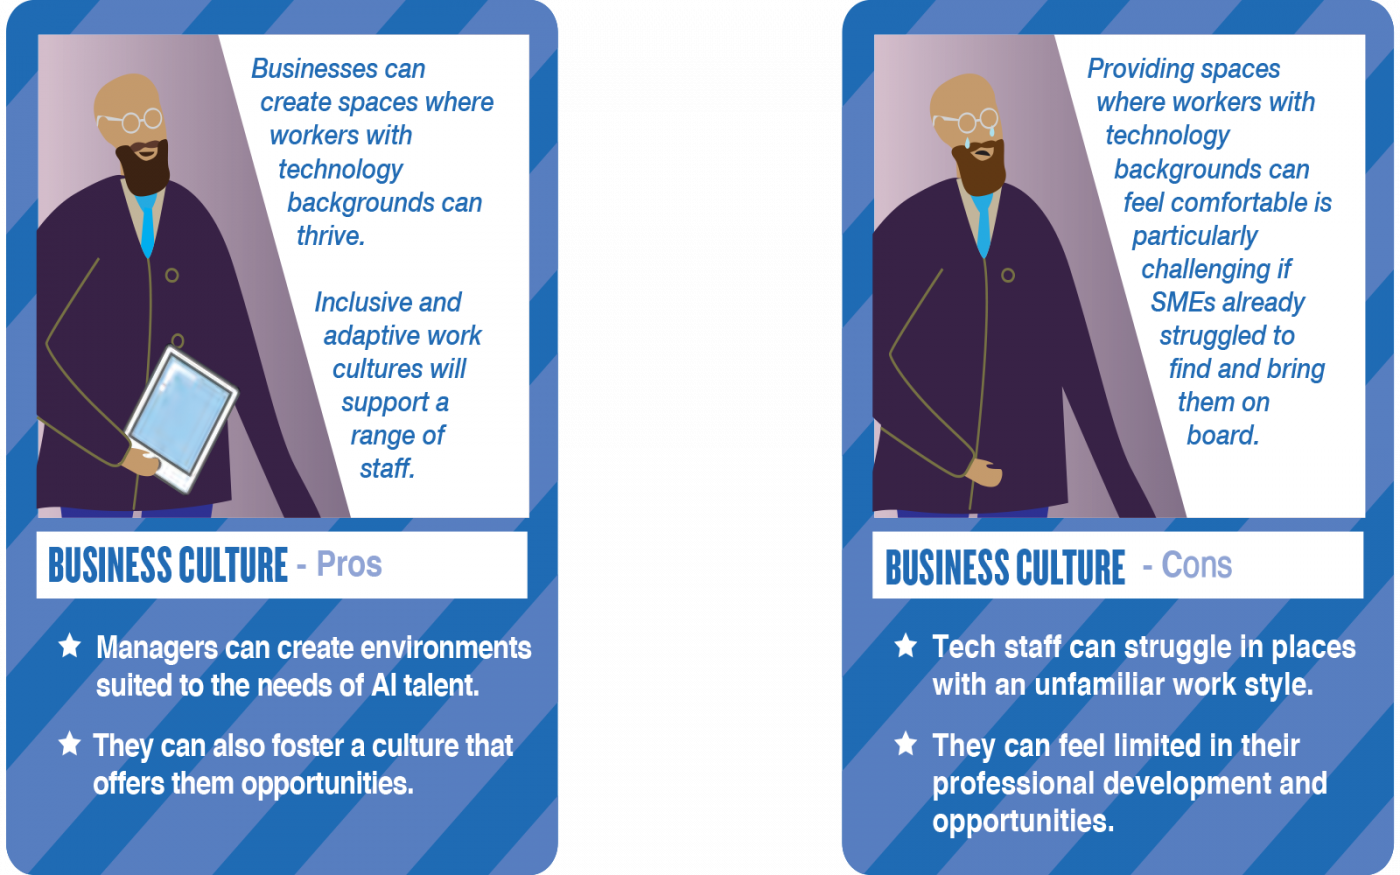 Businesses can
create spaces where
workers with
technology
backgrounds can
thrive.
Inclusive and
adaptive work
cultures will
support a
range of
staff.
BUSINESS CULTURE - Pros
Managers can create environments
suited to the needs of AI talent.
They can also foster a culture that
offers them opportunities.
Providing spaces
where workers with
technology
backgrounds can
feel comfortable is
particularly
challenging if
SMEs already
struggled to
find and bring
them on
board.
BUSINESS CULTURE - Cons
Tech staff can struggle in places
with an unfamiliar work style.
They can feel limited in their
professional development and
opportunities.